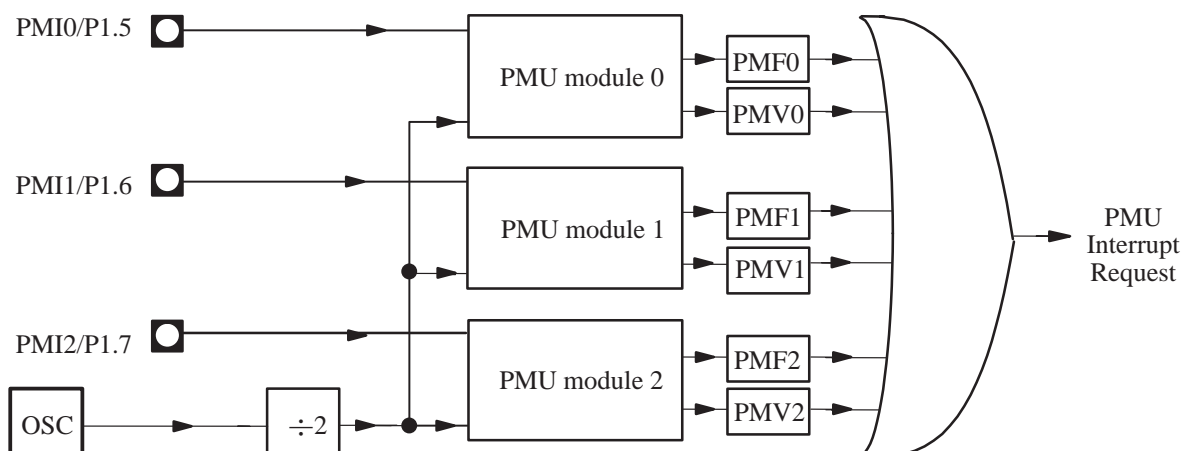 PMI0/P1.5
PMU module 0
PMF0
PMV0
PMI1/P1.6
PMU module 1
PMF1
PMV1
PMU
Interrupt
Request
PMI2/P1.7
PMU module 2
PMF2
PMV2
OSC
÷2